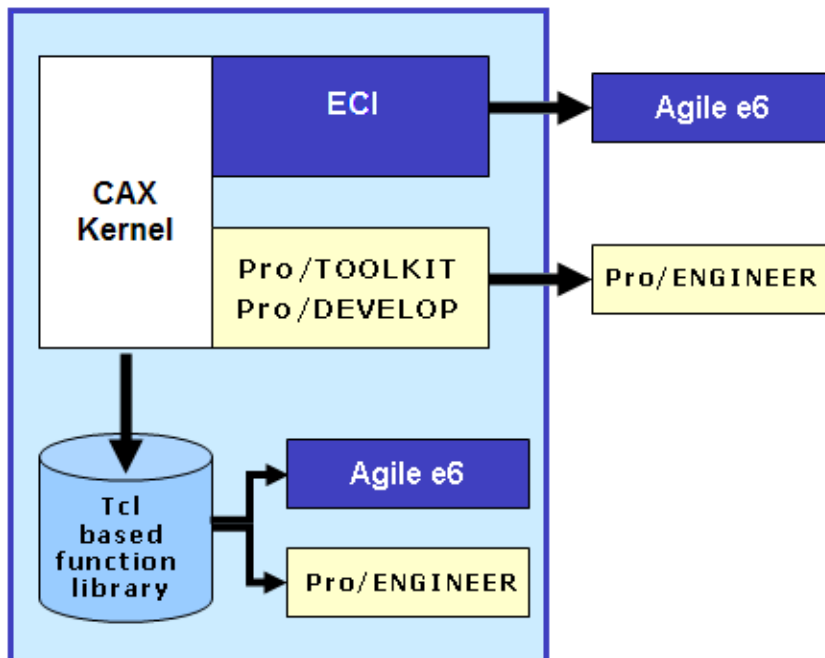 ECI
Agile e6
CAX
Kernel
Pro/TOOLKIT
Pro/DEVELOP
Pro/ENGINEER
Tcl
based
function
library
Agile e6
Pro/ENGINEER